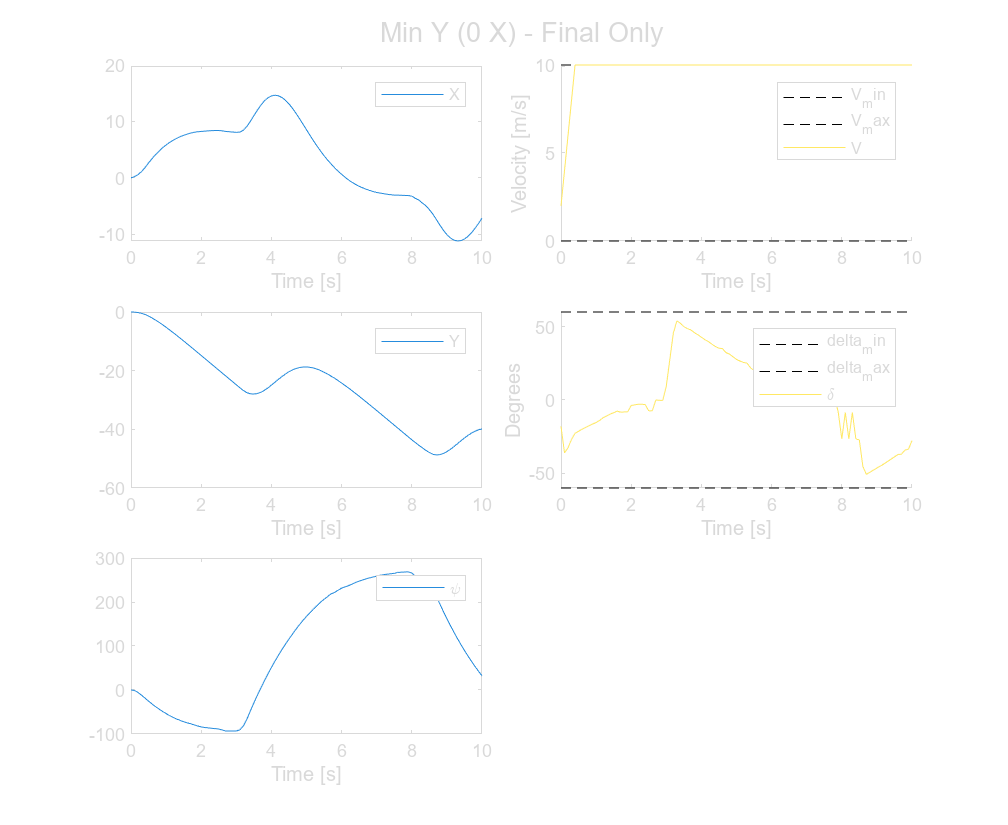 Min Y (0 X) - Final Only
20
10
0
-10
0 2 4 6 8 10
Time [s]
X
Velocity [m/s]
10
5
0
0 2 4 6 8 10
Time [s]
V_min
V_max
V
0
-20
-40
-60
0 2 4 6 8 10
Time [s]
Y
Degrees
50
0
-50
0 2 4 6 8 10
Time [s]
delta_min
delta_max
δ
300
200
100
0
-100
0 2 4 6 8 10
Time [s]
ψ